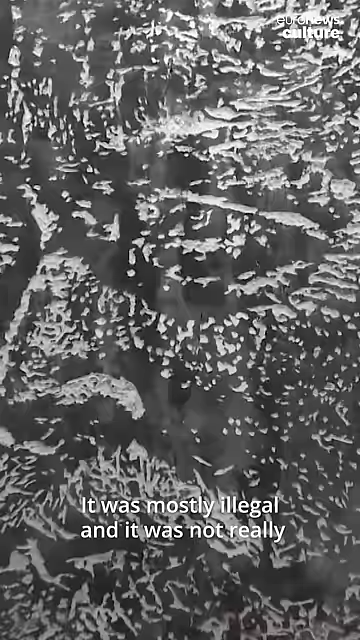 euronews.
culture
It was mostly illegal
and it was not really